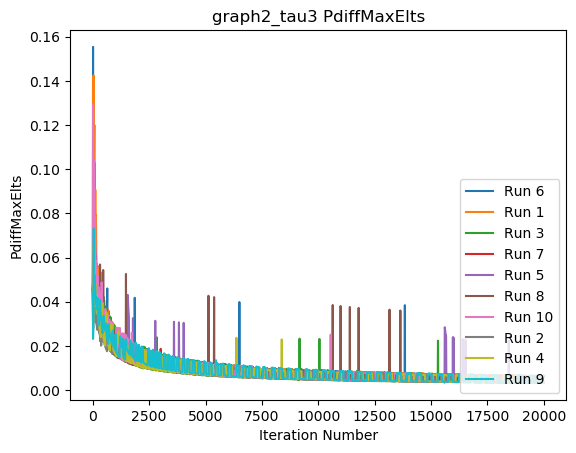 graph2_tau3 PdiffMaxElts
PdiffMaxElts
0.16
0.14
0.12
0.10
0.08
0.06
0.04
0.02
0.00
Run 6
Run 1
Run 3
Run 7
Run 5
Run 8
Run 10
Run 2
Run 4
Run 9
0 2500 5000 7500 10000 12500 15000 17500 20000
Iteration Number